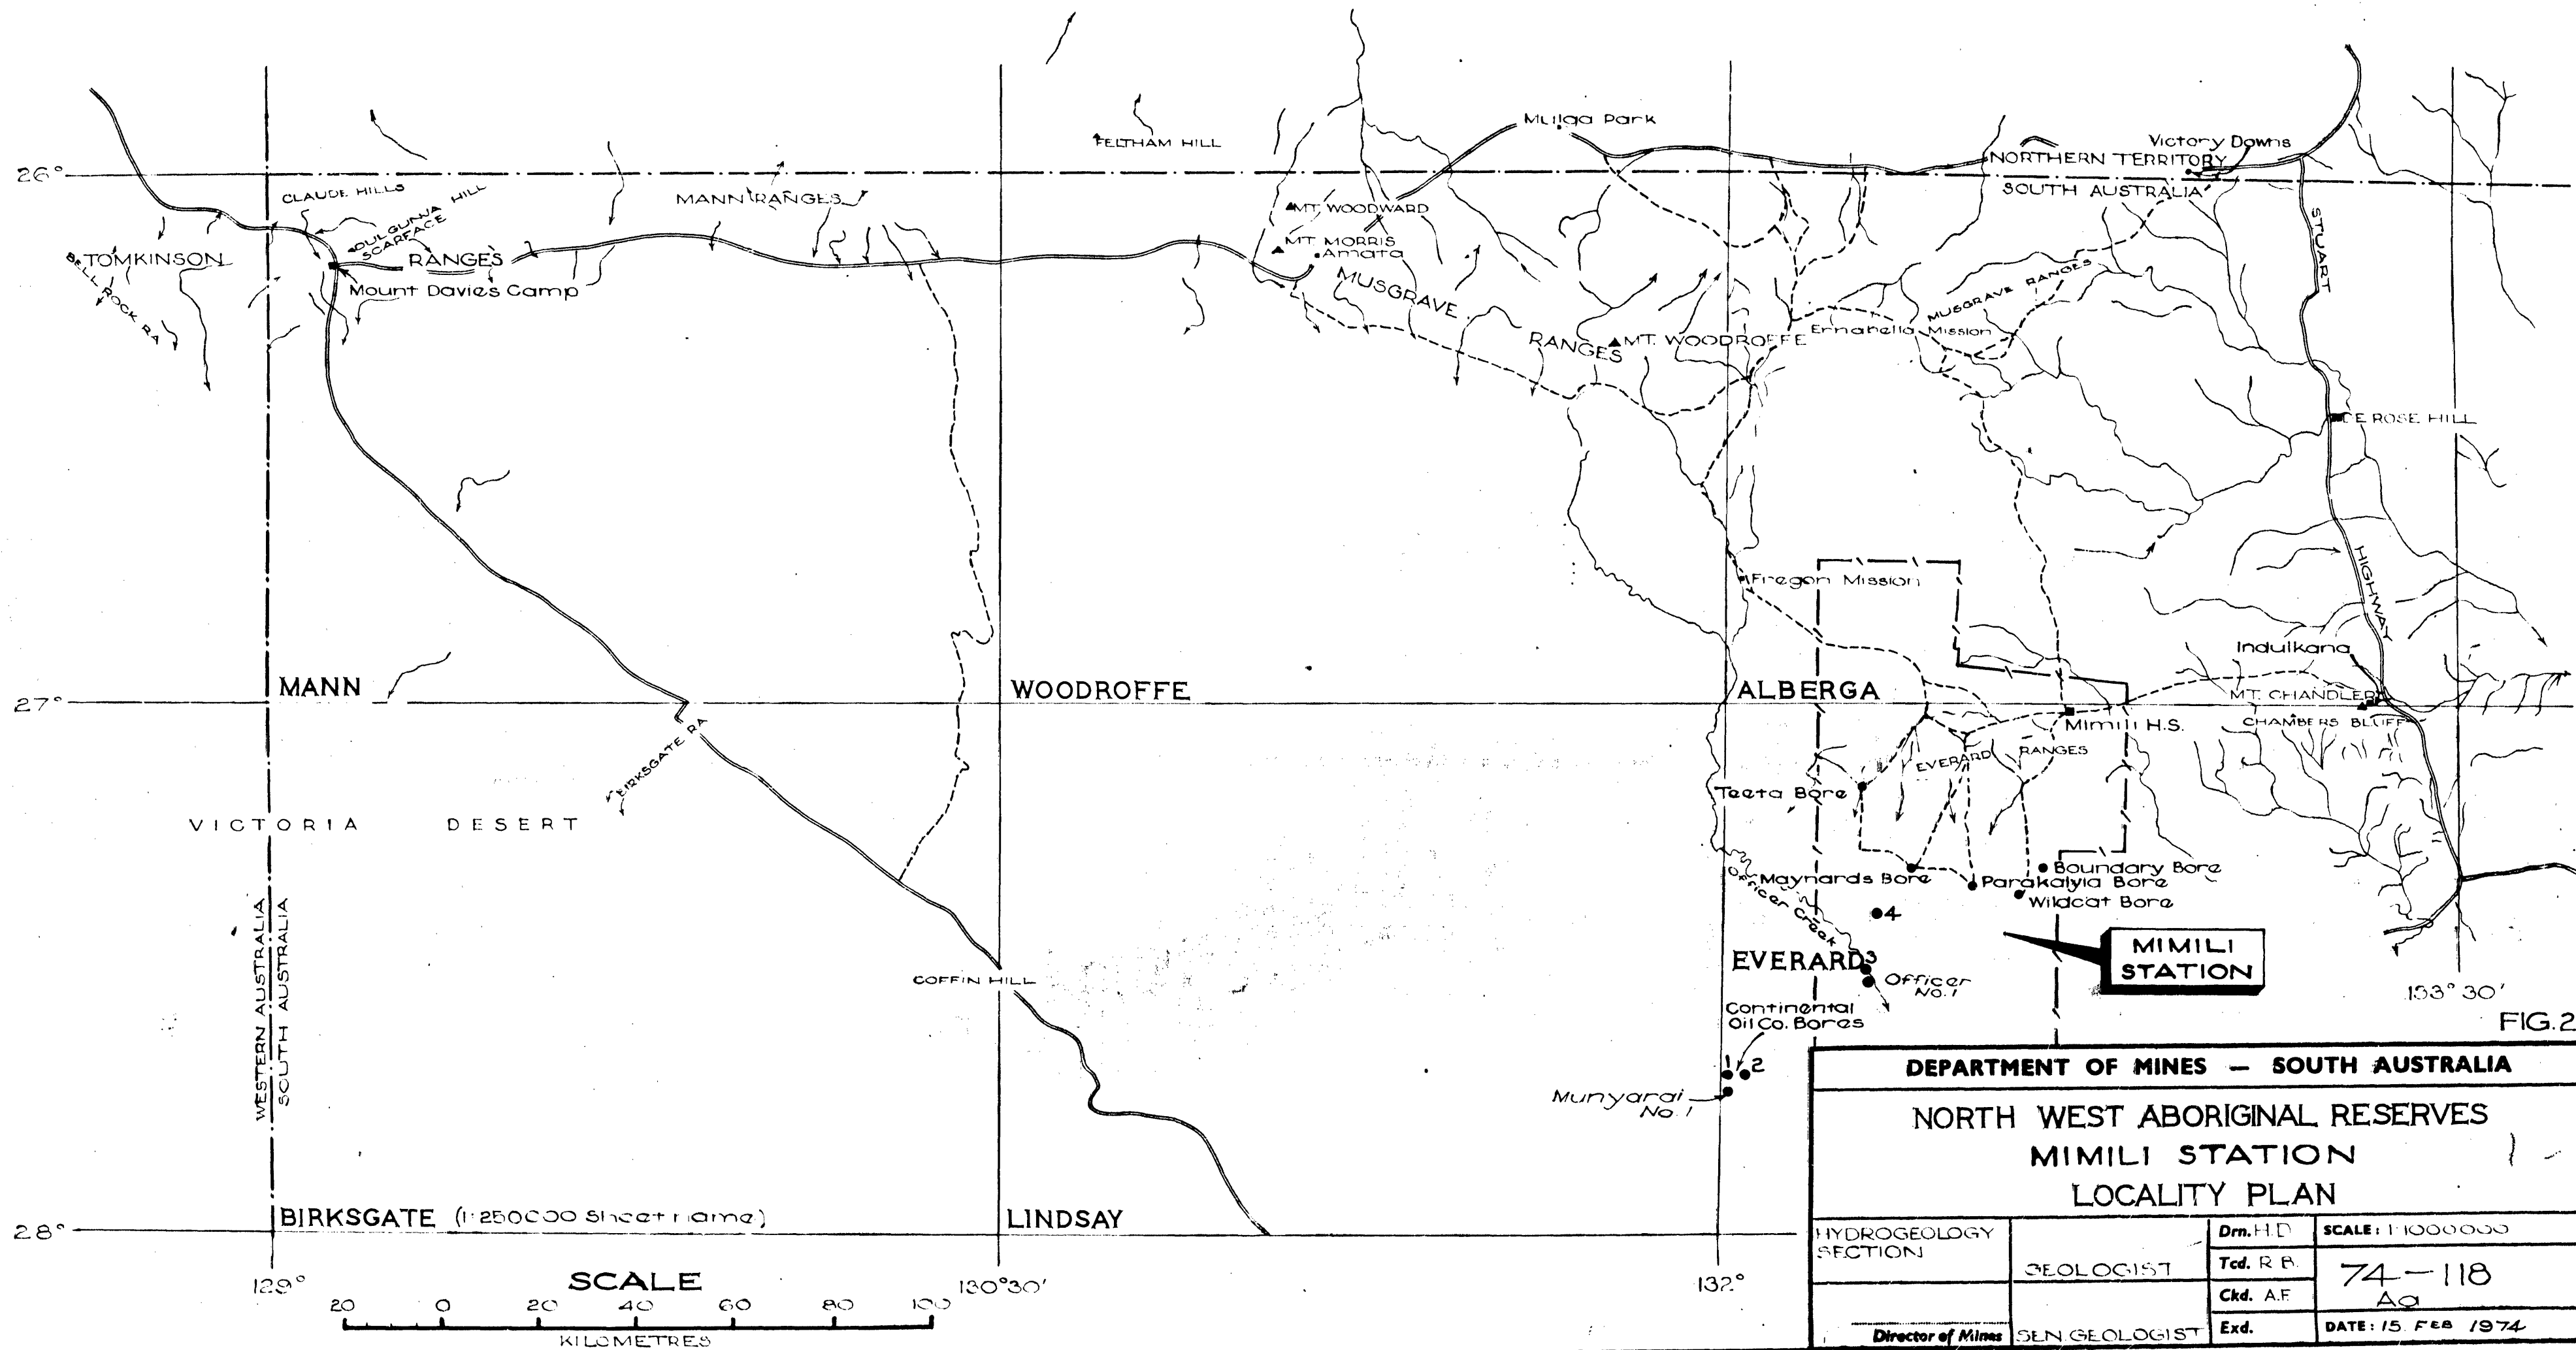 Mulga Park
FELTHAM HILL
Victory Downs
NORTHERN TERRITORY
SOUTH AUSTRALIA
26°
CLAUDE HILLS
MANN RANGES
MT. WOODWARD
MT. MORRIS
Amata
HILL
SCARFACE
TOMKINSON
RANGES
BELL ROCK RA
Mount Davies Camp
MUSGRAVE
RANGES
MT. WOODROFFE
Ernabella Mission
MUSGRAVE RANGES
STUART
HIGHWAY
DE ROSE HILL
Fregon Mission
Indulkana
27°
MANN
WOODROFFE
ALBERGA
MT. CHANDLER
CHAMBERS BLUFF
Mimili H.S.
BIRKSGATE RA
EVERARD RANGES
Teeta Bore
VICTORIA DESERT
Boundary Bore
Maynards Bore
Parakalyia Bore
Wildcat Bore
Officer Creek
4
WESTERN AUSTRALIA
SOUTH AUSTRALIA
COFFIN HILL
EVERARD
3
Officer
No. 1
MIMILI
STATION
133° 30'
Continental
Oil Co. Bores
1 2
Munyarai
No. 1
FIG. 2
28°
BIRKSGATE (1:250000 Sheet name)
LINDSAY
129°
130°30'
132°
SCALE
20 0 20 40 60 80 100
KILOMETRES
DEPARTMENT OF MINES — SOUTH AUSTRALIA
NORTH WEST ABORIGINAL RESERVES
MIMILI STATION
LOCALITY PLAN
HYDROGEOLOGY
SECTION
GEOLOGIST
Director of Mines
SEN. GEOLOGIST
Drn. H.D
Tcd. R.B.
Ckd. A.F.
Exd.
SCALE: 1:1000000
74-118
Aa
DATE: 15 FEB 1974